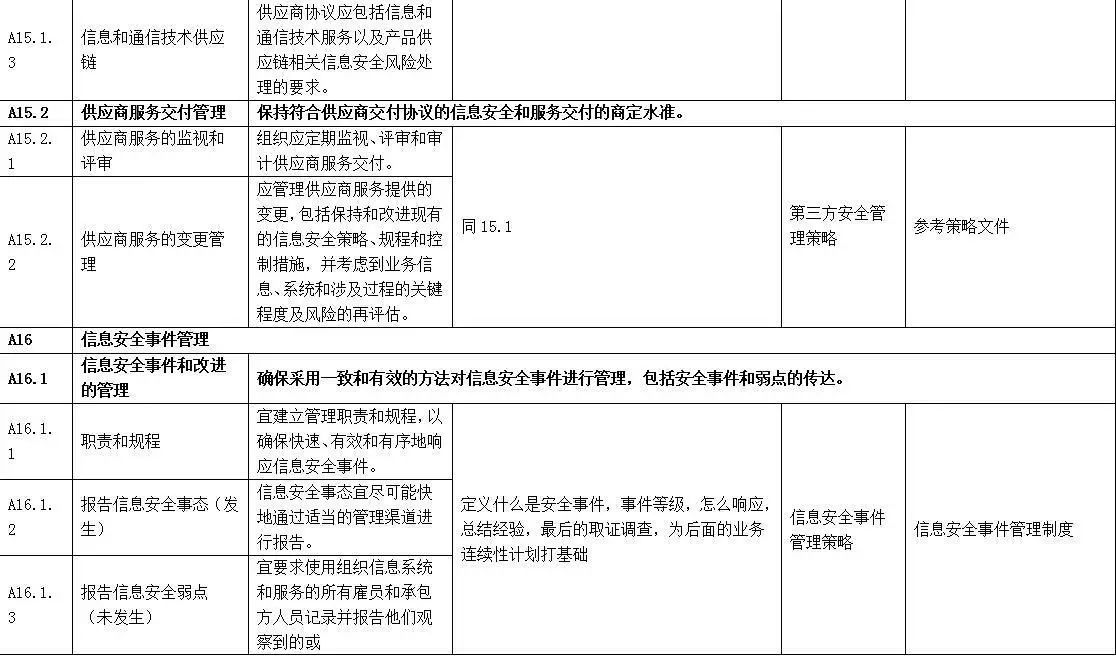 A15.1.
3
信息和通信技术供应
链
供应商协议应包括信息和
通信技术服务以及产品供
应链相关信息安全风险处
理的要求。
A15.2
供应商服务交付管理
保持符合供应商交付协议的信息安全和服务交付的商定水准。
A15.2.
1
供应商服务的监视和
评审
组织应定期监视、评审和审
计供应商服务交付。
A15.2.
2
供应商服务的变更管
理
应管理供应商服务提供的
变更，包括保持和改进现有
的信息安全策略、规程和控
制措施，并考虑到业务信
息、系统和涉及过程的关键
程度及风险的再评估。
同 15.1
第三方安全管
理策略
参考策略文件
A16
信息安全事件管理
A16.1
信息安全事件和改进
的管理
确保采用一致和有效的方法对信息安全事件进行管理，包括安全事件和弱点的传达。
A16.1.
1
职责和规程
宜建立管理职责和规程，以
确保快速、有效和有序地响
应信息安全事件。
A16.1.
2
报告信息安全事态（发
生）
信息安全事态宜尽可能快
地通过适当的管理渠道进
行报告。
A16.1.
3
报告信息安全弱点
（未发生）
宜要求使用组织信息系统
和服务的所有雇员和承包
方人员记录并报告他们观
察到的或
定义什么是安全事件，事件等级，怎么响应，
总结经验，最后的取证调查，为后面的业务
连续性计划打基础
信息安全事件
管理策略
信息安全事件管理制度